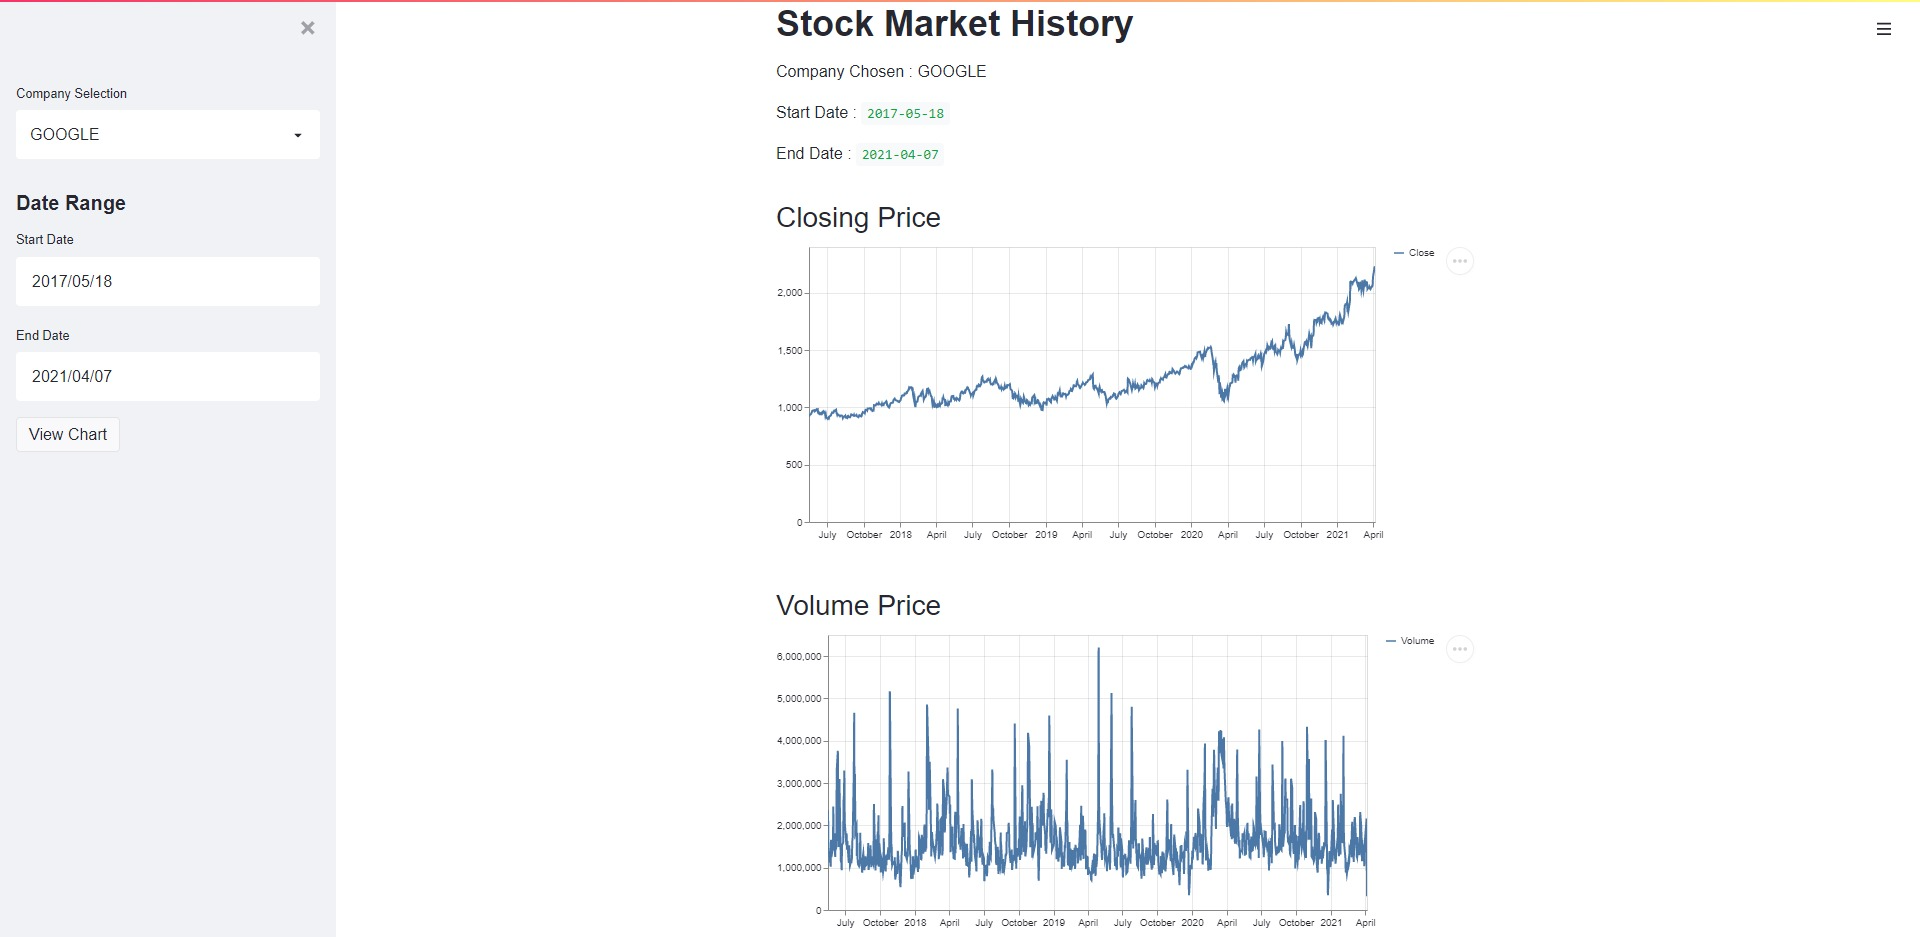 Company Selection
GOOGLE
Date Range
Start Date
2017/05/18
End Date
2021/04/07
View Chart
Stock Market History
Company Chosen : GOOGLE
Start Date : 2017-05-18
End Date : 2021-04-07
Closing Price
Close
2,000
1,500
1,000
500
0
July October 2018 April July October 2019 April July October 2020 April July October 2021 April
Volume Price
Volume
6,000,000
5,000,000
4,000,000
3,000,000
2,000,000
1,000,000
0
July October 2018 April July October 2019 April July October 2020 April July October 2021 April